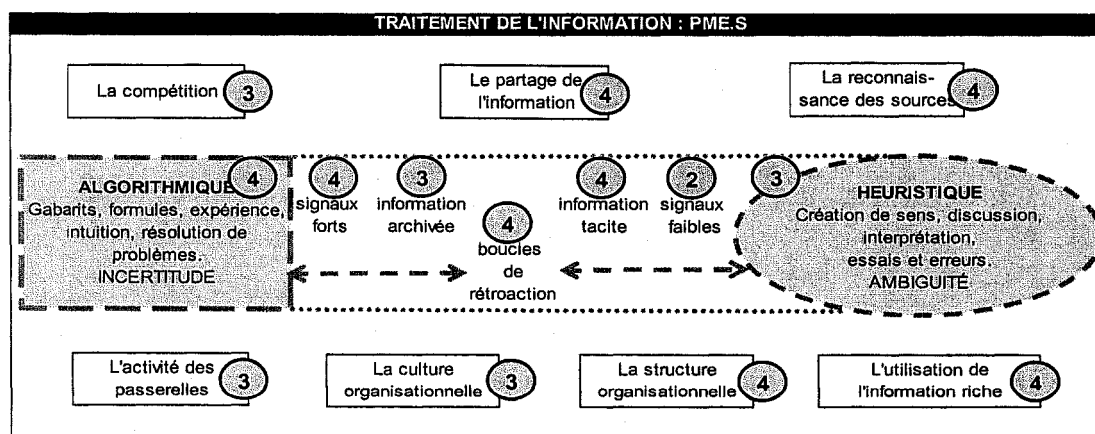 TRAITEMENT DE L'INFORMATION : PME.S
La compétition 3
Le partage de
l'information 4
La reconnais-
sance des sources 4
ALGORITHMIQUE 4
Gabarits, formules, expérience,
intuition, résolution de
problèmes.
INCERTITUDE
4
signaux
forts
3
information
archivée
4
boucles
de
rétroaction
4
information
tacite
2
signaux
faibles
3
HEURISTIQUE
Création de sens, discussion,
interprétation,
essais et erreurs.
AMBIGUITÉ
L'activité des
passerelles 3
La culture
organisationnelle 3
La structure
organisationnelle 4
L'utilisation de
l'information riche 4